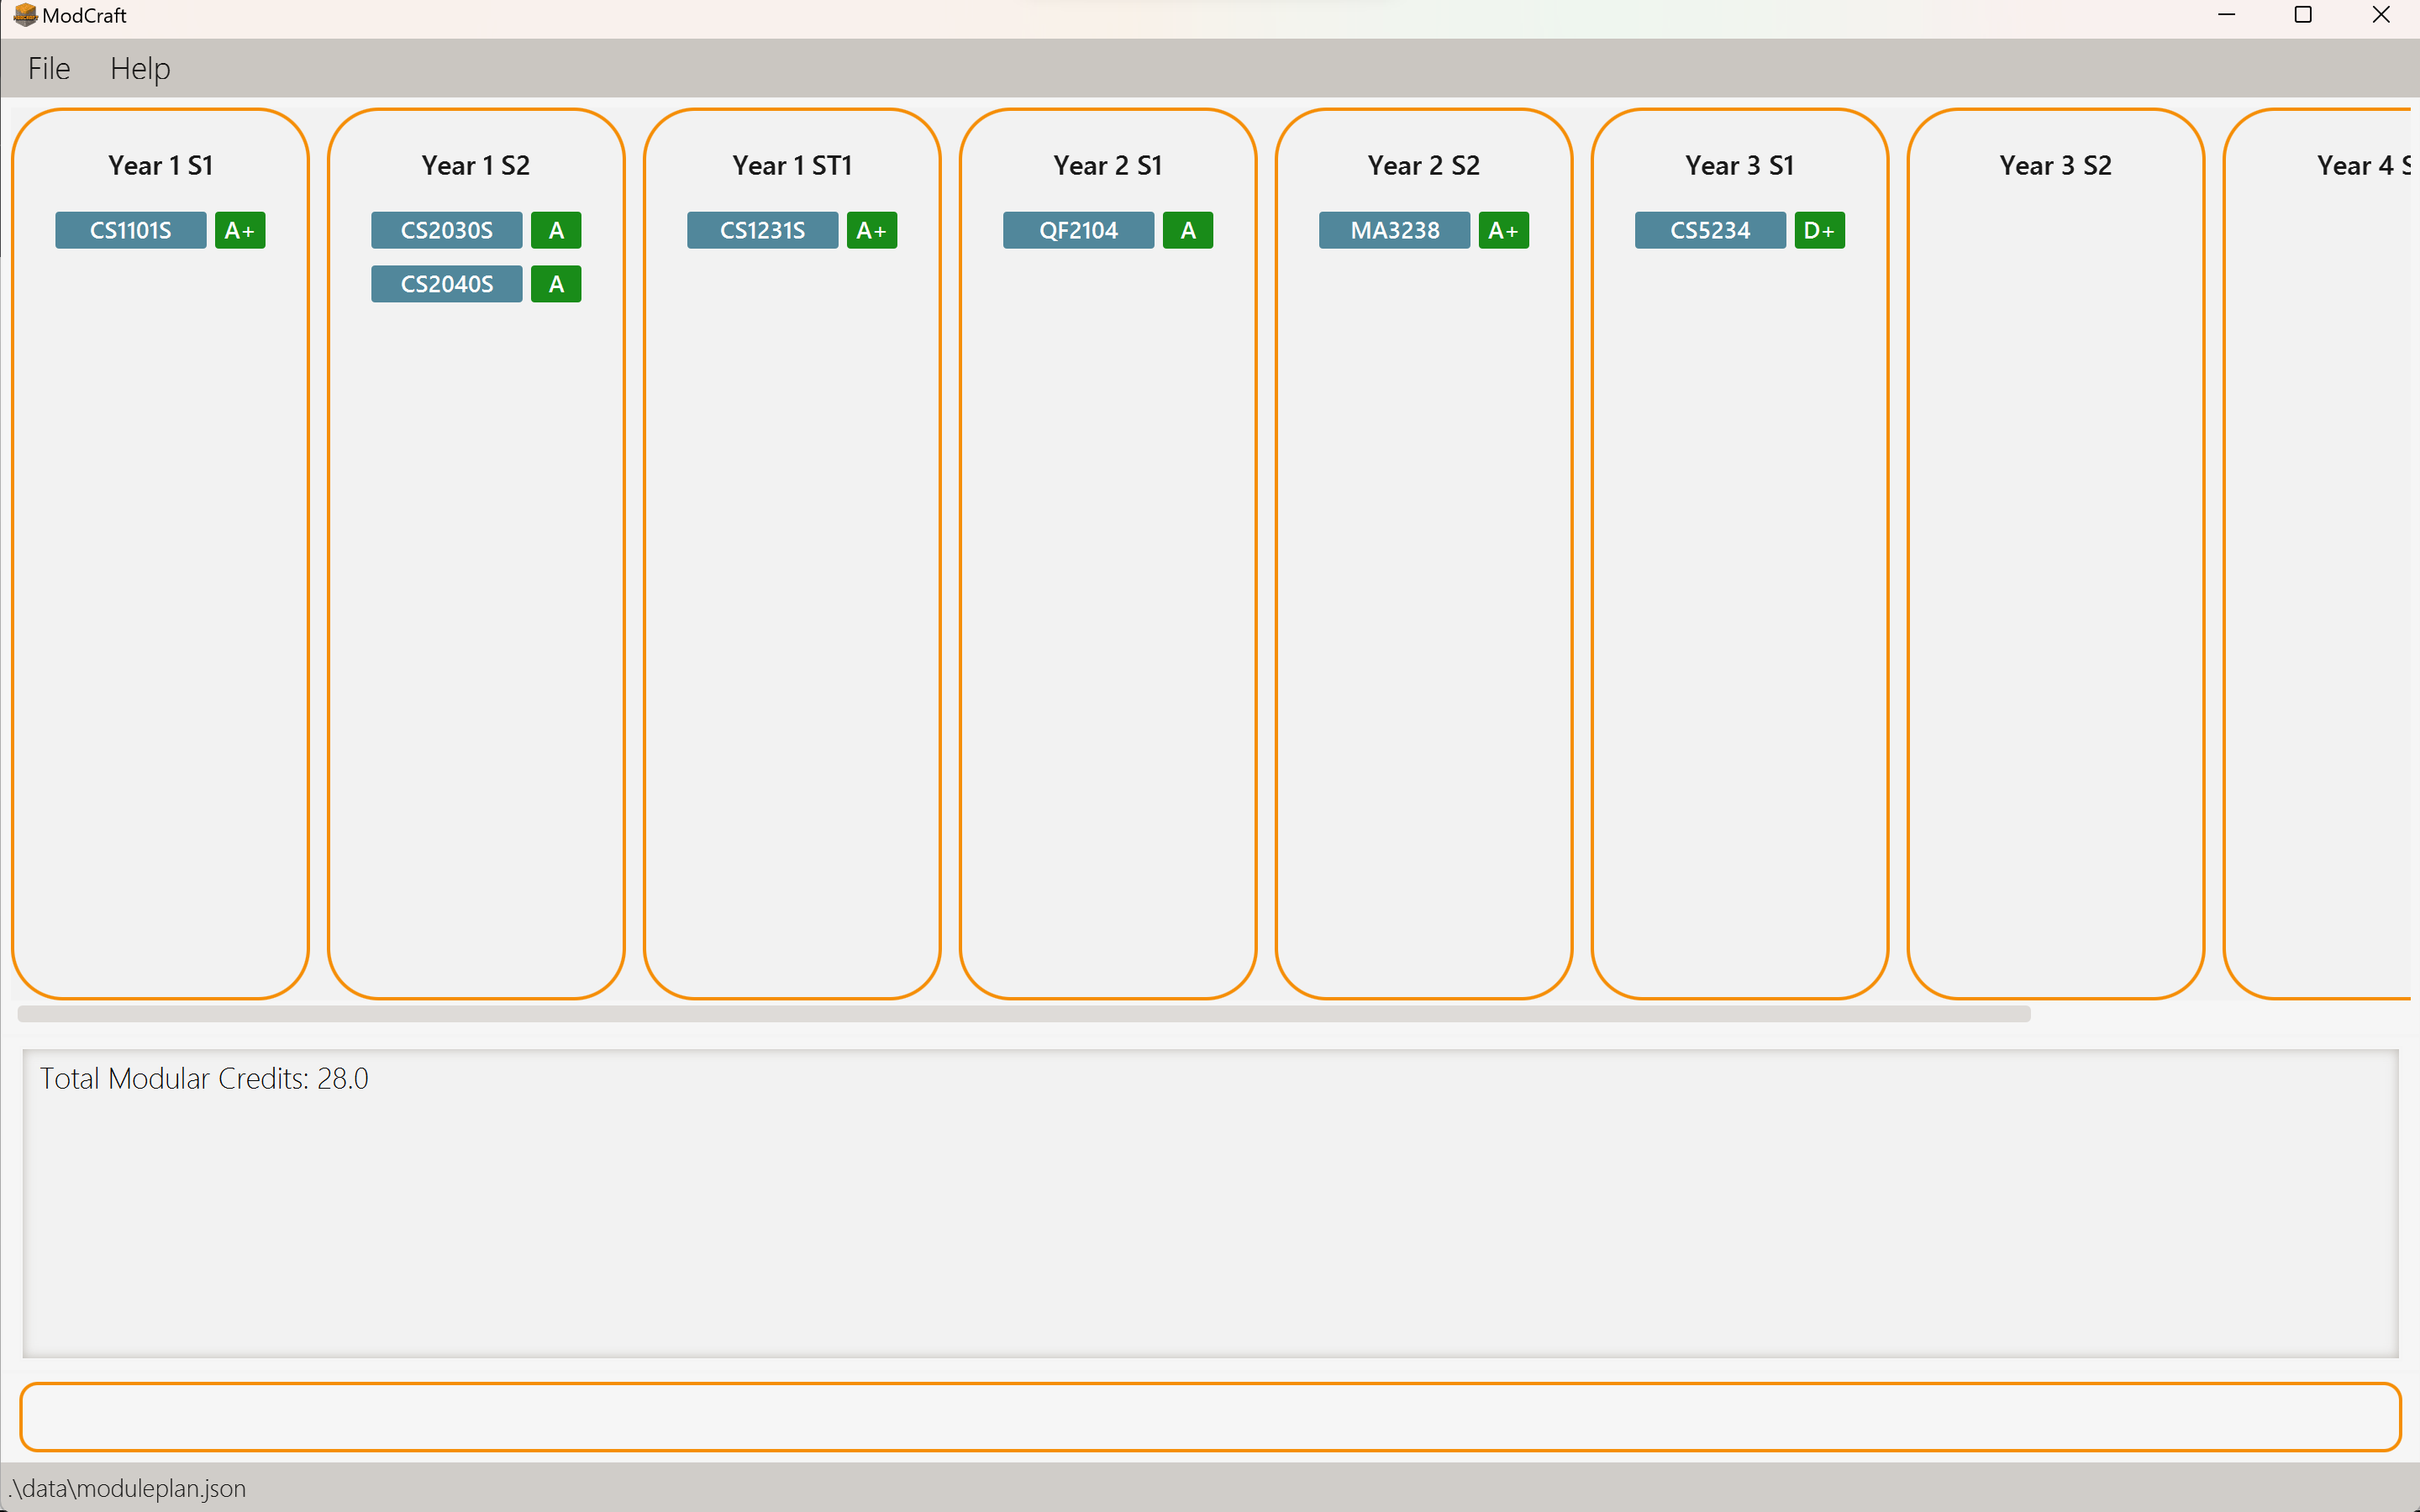 ModCraft
File Help
Year 1 S1
CS1101S A+
Year 1 S2
CS2030S A
CS2040S A
Year 1 ST1
CS1231S A+
Year 2 S1
QF2104 A
Year 2 S2
MA3238 A+
Year 3 S1
CS5234 D+
Year 3 S2
Year 4 S
Total Modular Credits: 28.0
.\data\moduleplan.json